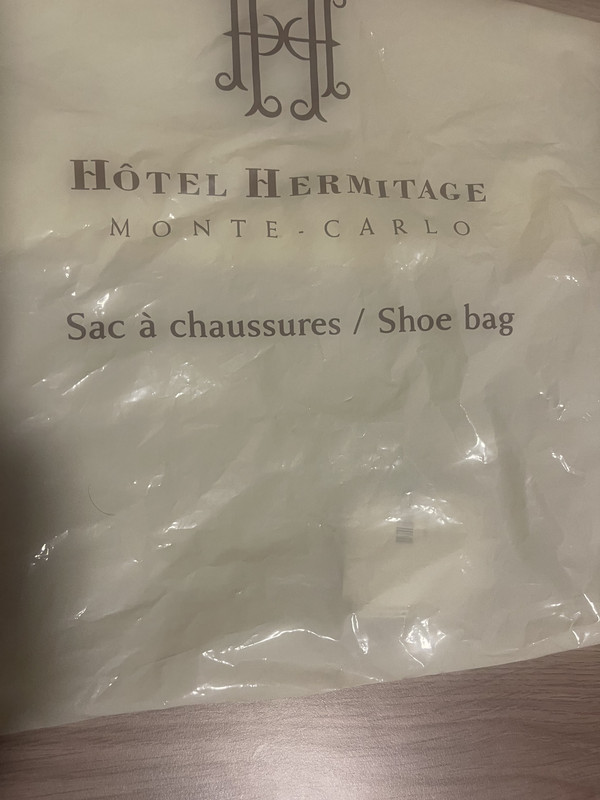 HÔTEL HERMITAGE
MONTE-CARLO
Sac à chaussures / Shoe bag